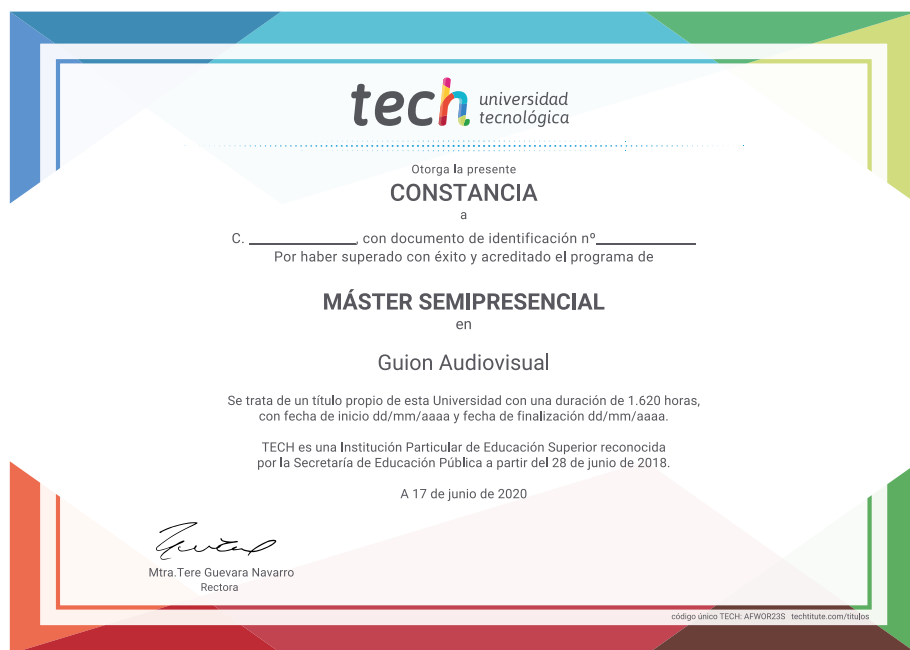 tech universidad
tecnológica
Otorga la presente
CONSTANCIA
a
C. ____________, con documento de identificación nº____________
Por haber superado con éxito y acreditado el programa de
MÁSTER SEMIPRESENCIAL
en
Guion Audiovisual
Se trata de un título propio de esta Universidad con una duración de 1.620 horas,
con fecha de inicio dd/mm/aaaa y fecha de finalización dd/mm/aaaa.
TECH es una Institución Particular de Educación Superior reconocida
por la Secretaría de Educación Pública a partir del 28 de junio de 2018.
A 17 de junio de 2020
Mtra.Tere Guevara Navarro
Rectora
código único TECH: AFWOR23S techtitute.com/titulos